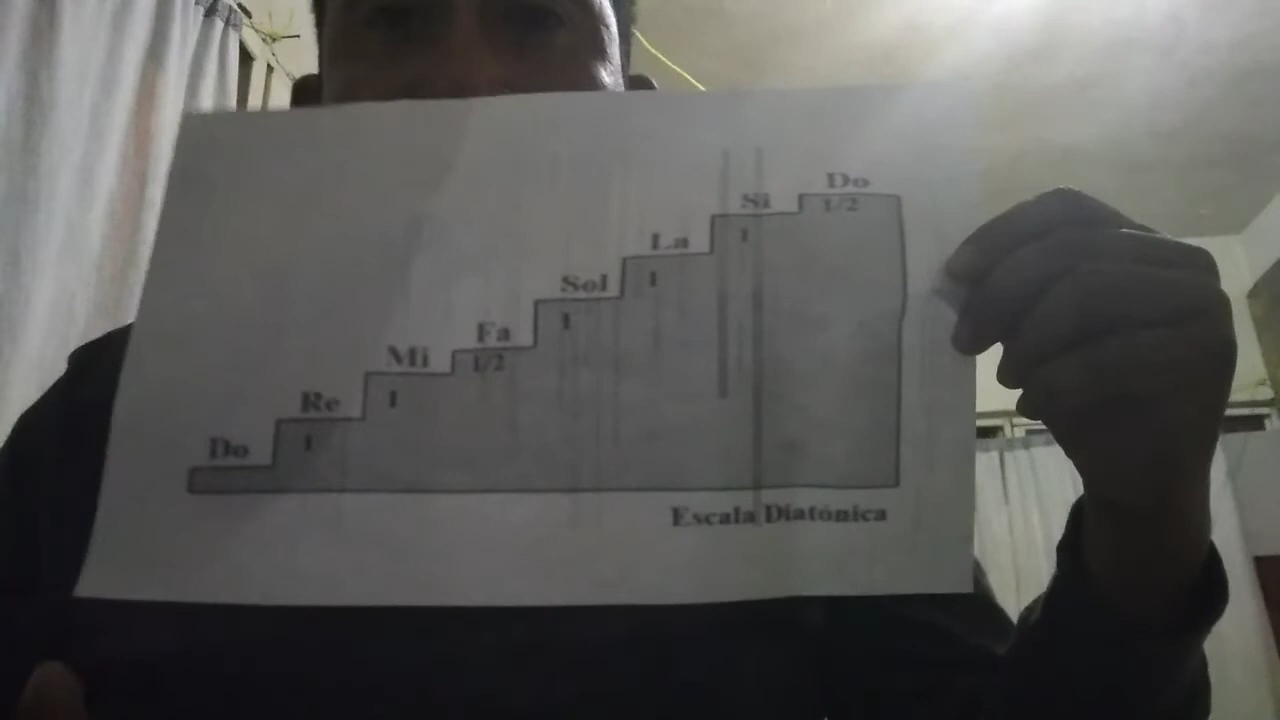 Do
1/2
Si
1
La
1
Sol
1
Fa
1/2
Mi
1
Re
1
Do
Escala Diatónica